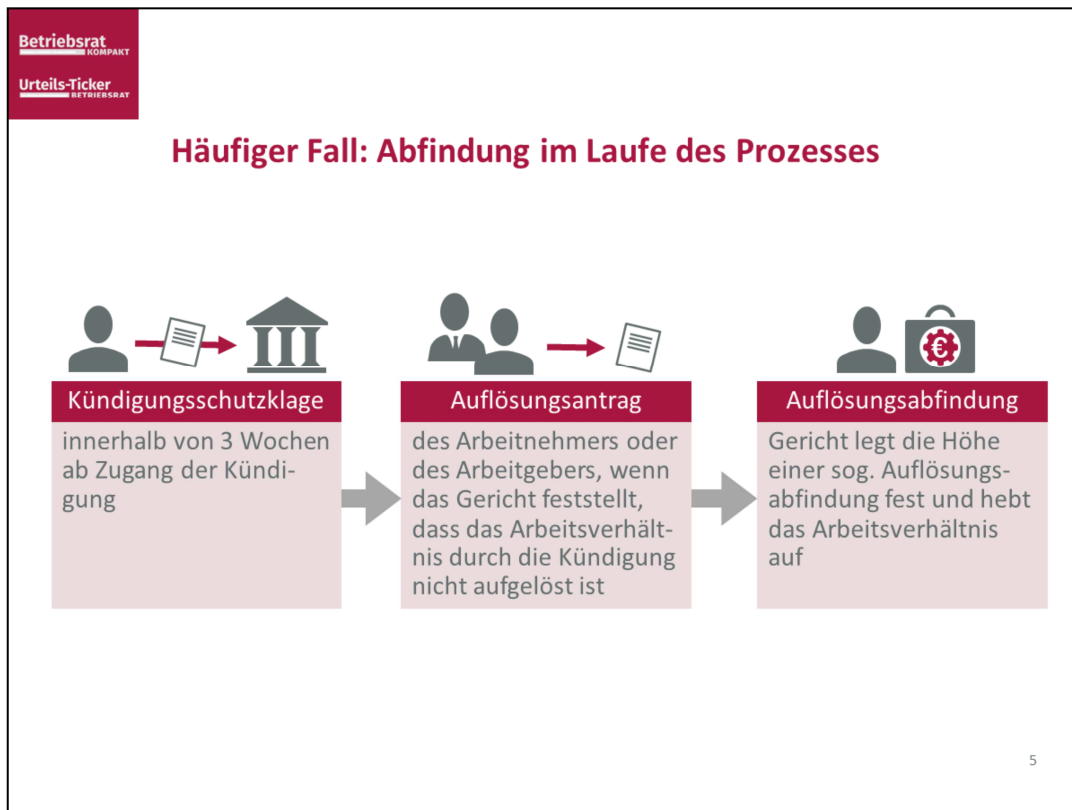 Betriebsrat
KOMPAKT
Urteils-Ticker
BETRIEBSRAT
Häufiger Fall: Abfindung im Laufe des Prozesses
Kündigungsschutzklage
innerhalb von 3 Wochen
ab Zugang der Kündi-
gung
Auflösungsantrag
des Arbeitnehmers oder
des Arbeitgebers, wenn
das Gericht feststellt,
dass das Arbeitsverhält-
nis durch die Kündigung
nicht aufgelöst ist
€
Auflösungsabfindung
Gericht legt die Höhe
einer sog. Auflösungs-
abfindung fest und hebt
das Arbeitsverhältnis
auf
5